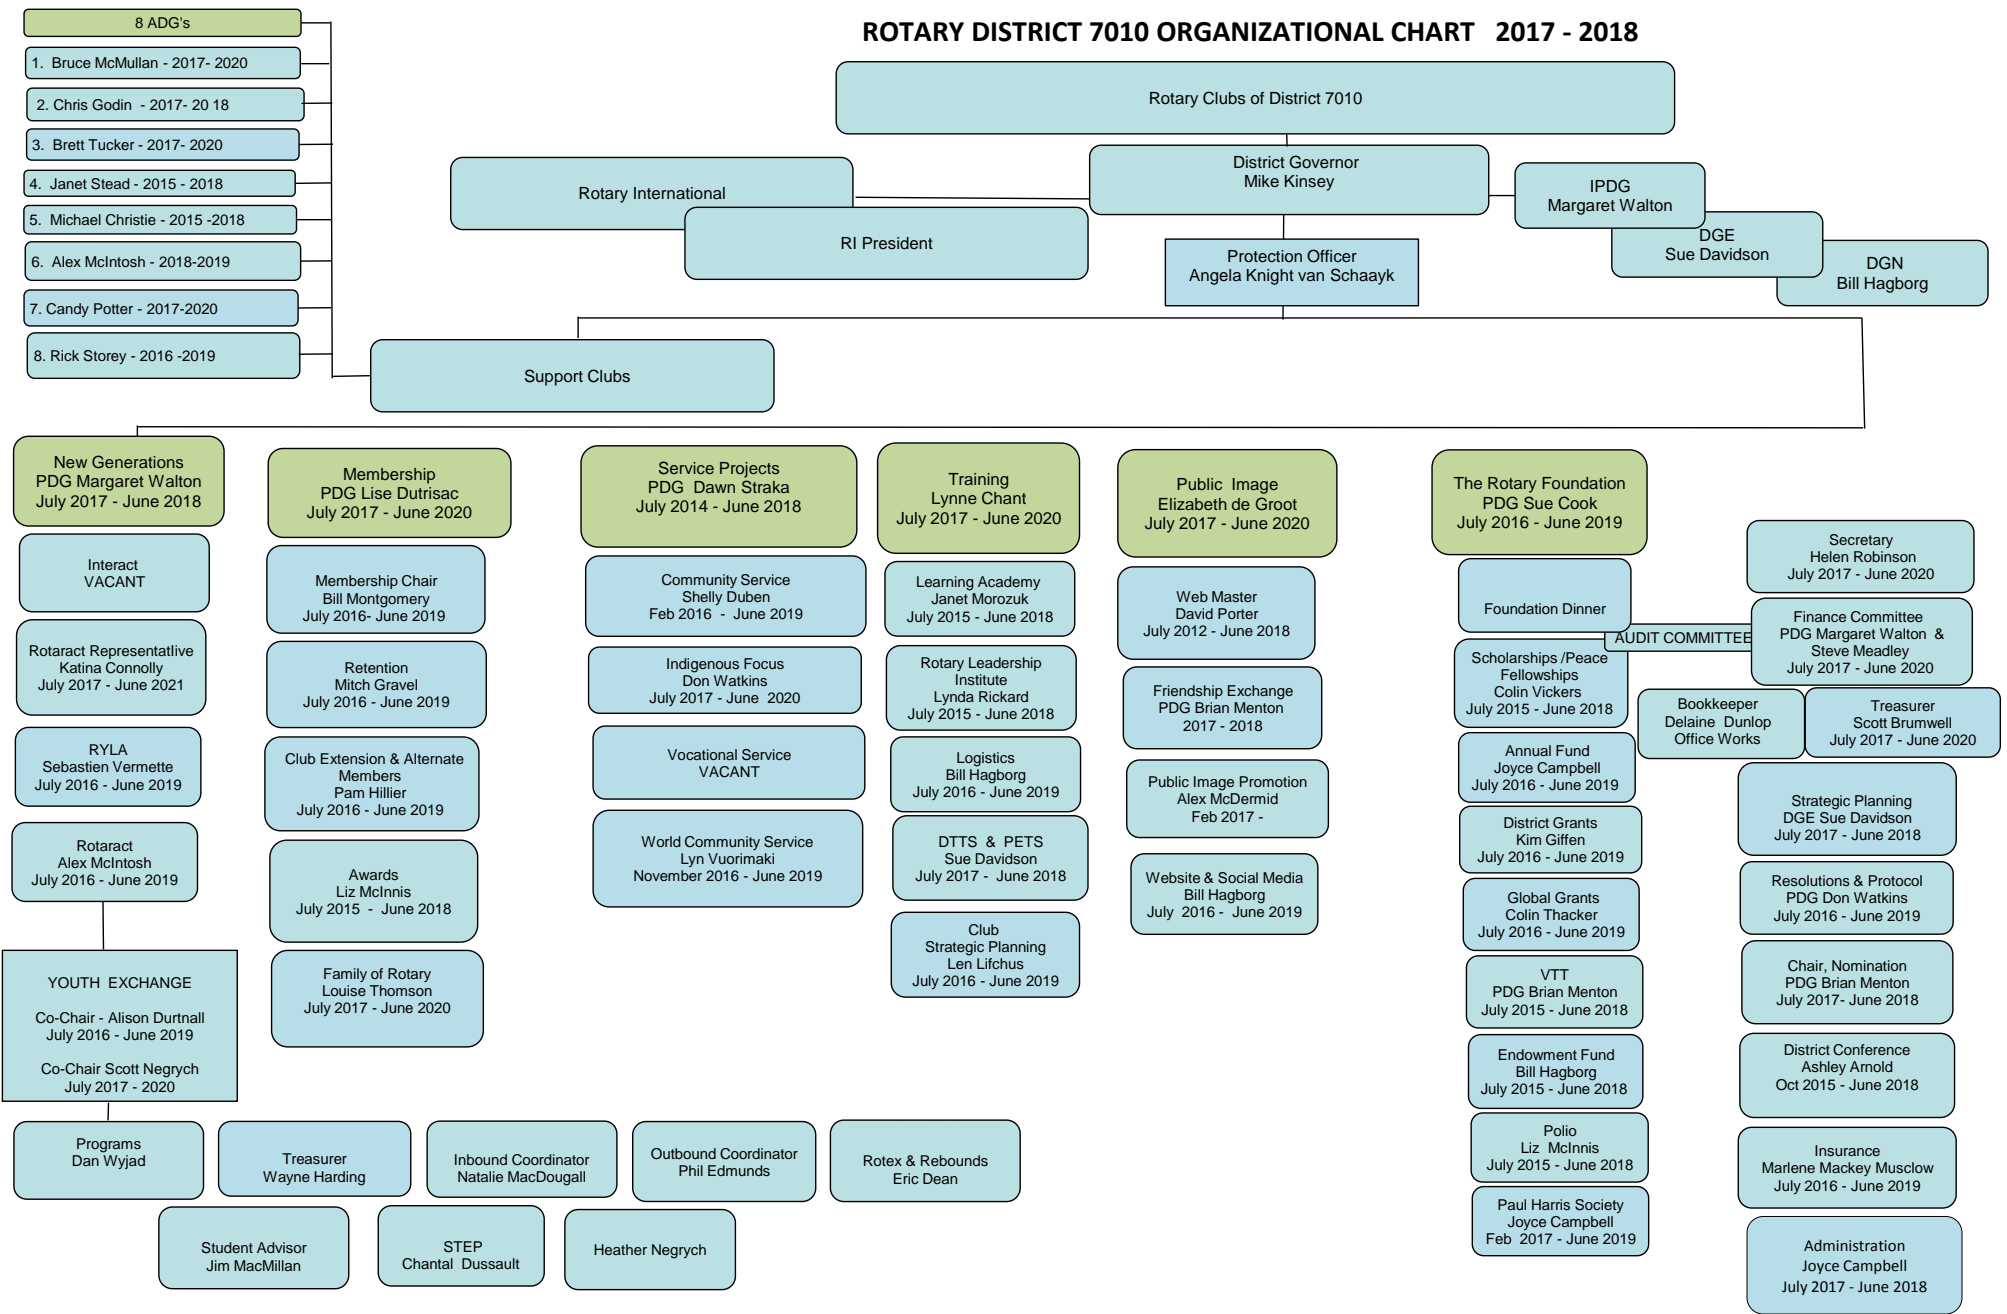 ROTARY DISTRICT 7010 ORGANIZATIONAL CHART 2017 - 2018
8 ADG's
1. Bruce McMullan - 2017- 2020
2. Chris Godin - 2017- 20 18
3. Brett Tucker - 2017- 2020
4. Janet Stead - 2015 - 2018
5. Michael Christie - 2015 -2018
6. Alex McIntosh - 2018-2019
7. Candy Potter - 2017-2020
8. Rick Storey - 2016 -2019
Rotary Clubs of District 7010
Rotary International
RI President
District Governor
Mike Kinsey
IPDG
Margaret Walton
DGE
Sue Davidson
DGN
Bill Hagborg
Protection Officer
Angela Knight van Schaayk
Support Clubs
New Generations
PDG Margaret Walton
July 2017 - June 2018
Interact
VACANT
Rotaract Representatlive
Katina Connolly
July 2017 - June 2021
RYLA
Sebastien Vermette
July 2016 - June 2019
Rotaract
Alex McIntosh
July 2016 - June 2019
YOUTH EXCHANGE
Co-Chair - Alison Durtnall
July 2016 - June 2019
Co-Chair Scott Negrych
July 2017 - 2020
Membership
PDG Lise Dutrisac
July 2017 - June 2020
Membership Chair
Bill Montgomery
July 2016- June 2019
Retention
Mitch Gravel
July 2016 - June 2019
Club Extension & Alternate
Members
Pam Hillier
July 2016 - June 2019
Awards
Liz McInnis
July 2015 - June 2018
Family of Rotary
Louise Thomson
July 2017 - June 2020
Service Projects
PDG Dawn Straka
July 2014 - June 2018
Community Service
Shelly Duben
Feb 2016 - June 2019
Indigenous Focus
Don Watkins
July 2017 - June 2020
Vocational Service
VACANT
World Community Service
Lyn Vuorimaki
November 2016 - June 2019
Training
Lynne Chant
July 2017 - June 2020
Learning Academy
Janet Morozuk
July 2015 - June 2018
Rotary Leadership
Institute
Lynda Rickard
July 2015 - June 2018
Logistics
Bill Hagborg
July 2016 - June 2019
DTTS & PETS
Sue Davidson
July 2017 - June 2018
Club
Strategic Planning
Len Lifchus
July 2016 - June 2019
Public Image
Elizabeth de Groot
July 2017 - June 2020
Web Master
David Porter
July 2012 - June 2018
Friendship Exchange
PDG Brian Menton
2017 - 2018
Public Image Promotion
Alex McDermid
Feb 2017 -
Website & Social Media
Bill Hagborg
July 2016 - June 2019
The Rotary Foundation
PDG Sue Cook
July 2016 - June 2019
Foundation Dinner
AUDIT COMMITTEE
Scholarships /Peace
Fellowships
Colin Vickers
July 2015 - June 2018
Annual Fund
Joyce Campbell
July 2016 - June 2019
District Grants
Kim Giffen
July 2016 - June 2019
Global Grants
Colin Thacker
July 2016 - June 2019
VTT
PDG Brian Menton
July 2015 - June 2018
Endowment Fund
Bill Hagborg
July 2015 - June 2018
Polio
Liz McInnis
July 2015 - June 2018
Paul Harris Society
Joyce Campbell
Feb 2017 - June 2019
Secretary
Helen Robinson
July 2017 - June 2020
Finance Committee
PDG Margaret Walton &
Steve Meadley
July 2017 - June 2020
Bookkeeper
Delaine Dunlop
Office Works
Treasurer
Scott Brumwell
July 2017 - June 2020
Strategic Planning
DGE Sue Davidson
July 2017 - June 2018
Resolutions & Protocol
PDG Don Watkins
July 2016 - June 2019
Chair, Nomination
PDG Brian Menton
July 2017- June 2018
District Conference
Ashley Arnold
Oct 2015 - June 2018
Insurance
Marlene Mackey Musclow
July 2016 - June 2019
Administration
Joyce Campbell
July 2017 - June 2018
Programs
Dan Wyjad
Treasurer
Wayne Harding
Inbound Coordinator
Natalie MacDougall
Outbound Coordinator
Phil Edmunds
Rotex & Rebounds
Eric Dean
Student Advisor
Jim MacMillan
STEP
Chantal Dussault
Heather Negrych